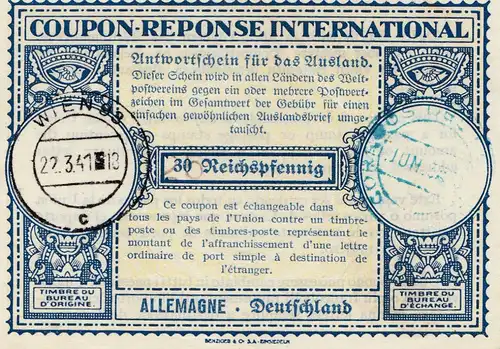 COUPON-REPONSE INTERNATIONAL
Antwortschein für das Ausland.
Dieser Schein wird in allen Ländern des Welt-
postvereins gegen ein oder mehrere Postwert-
zeichen im Gesamtwert der Gebühr für einen
einfachen gewöhnlichen Auslandsbrief umge-
tauscht.
WIEN
22.3.41 18
c
30 Reichspfennig
JUN
Ce coupon est échangeable dans
tous les pays de l'Union contre un timbre-
poste ou des timbres-poste représentant le
montant de l'affranchissement d'une lettre
ordinaire de port simple à destination de
l'étranger.
TIMBRE DU
BUREAU
D'ORIGINE.
ALLEMAGNE · Deutschland
TIMBRE DU
BUREAU
D'ÉCHANGE.
BENZIGER & Co S.A. EINSIEDELN